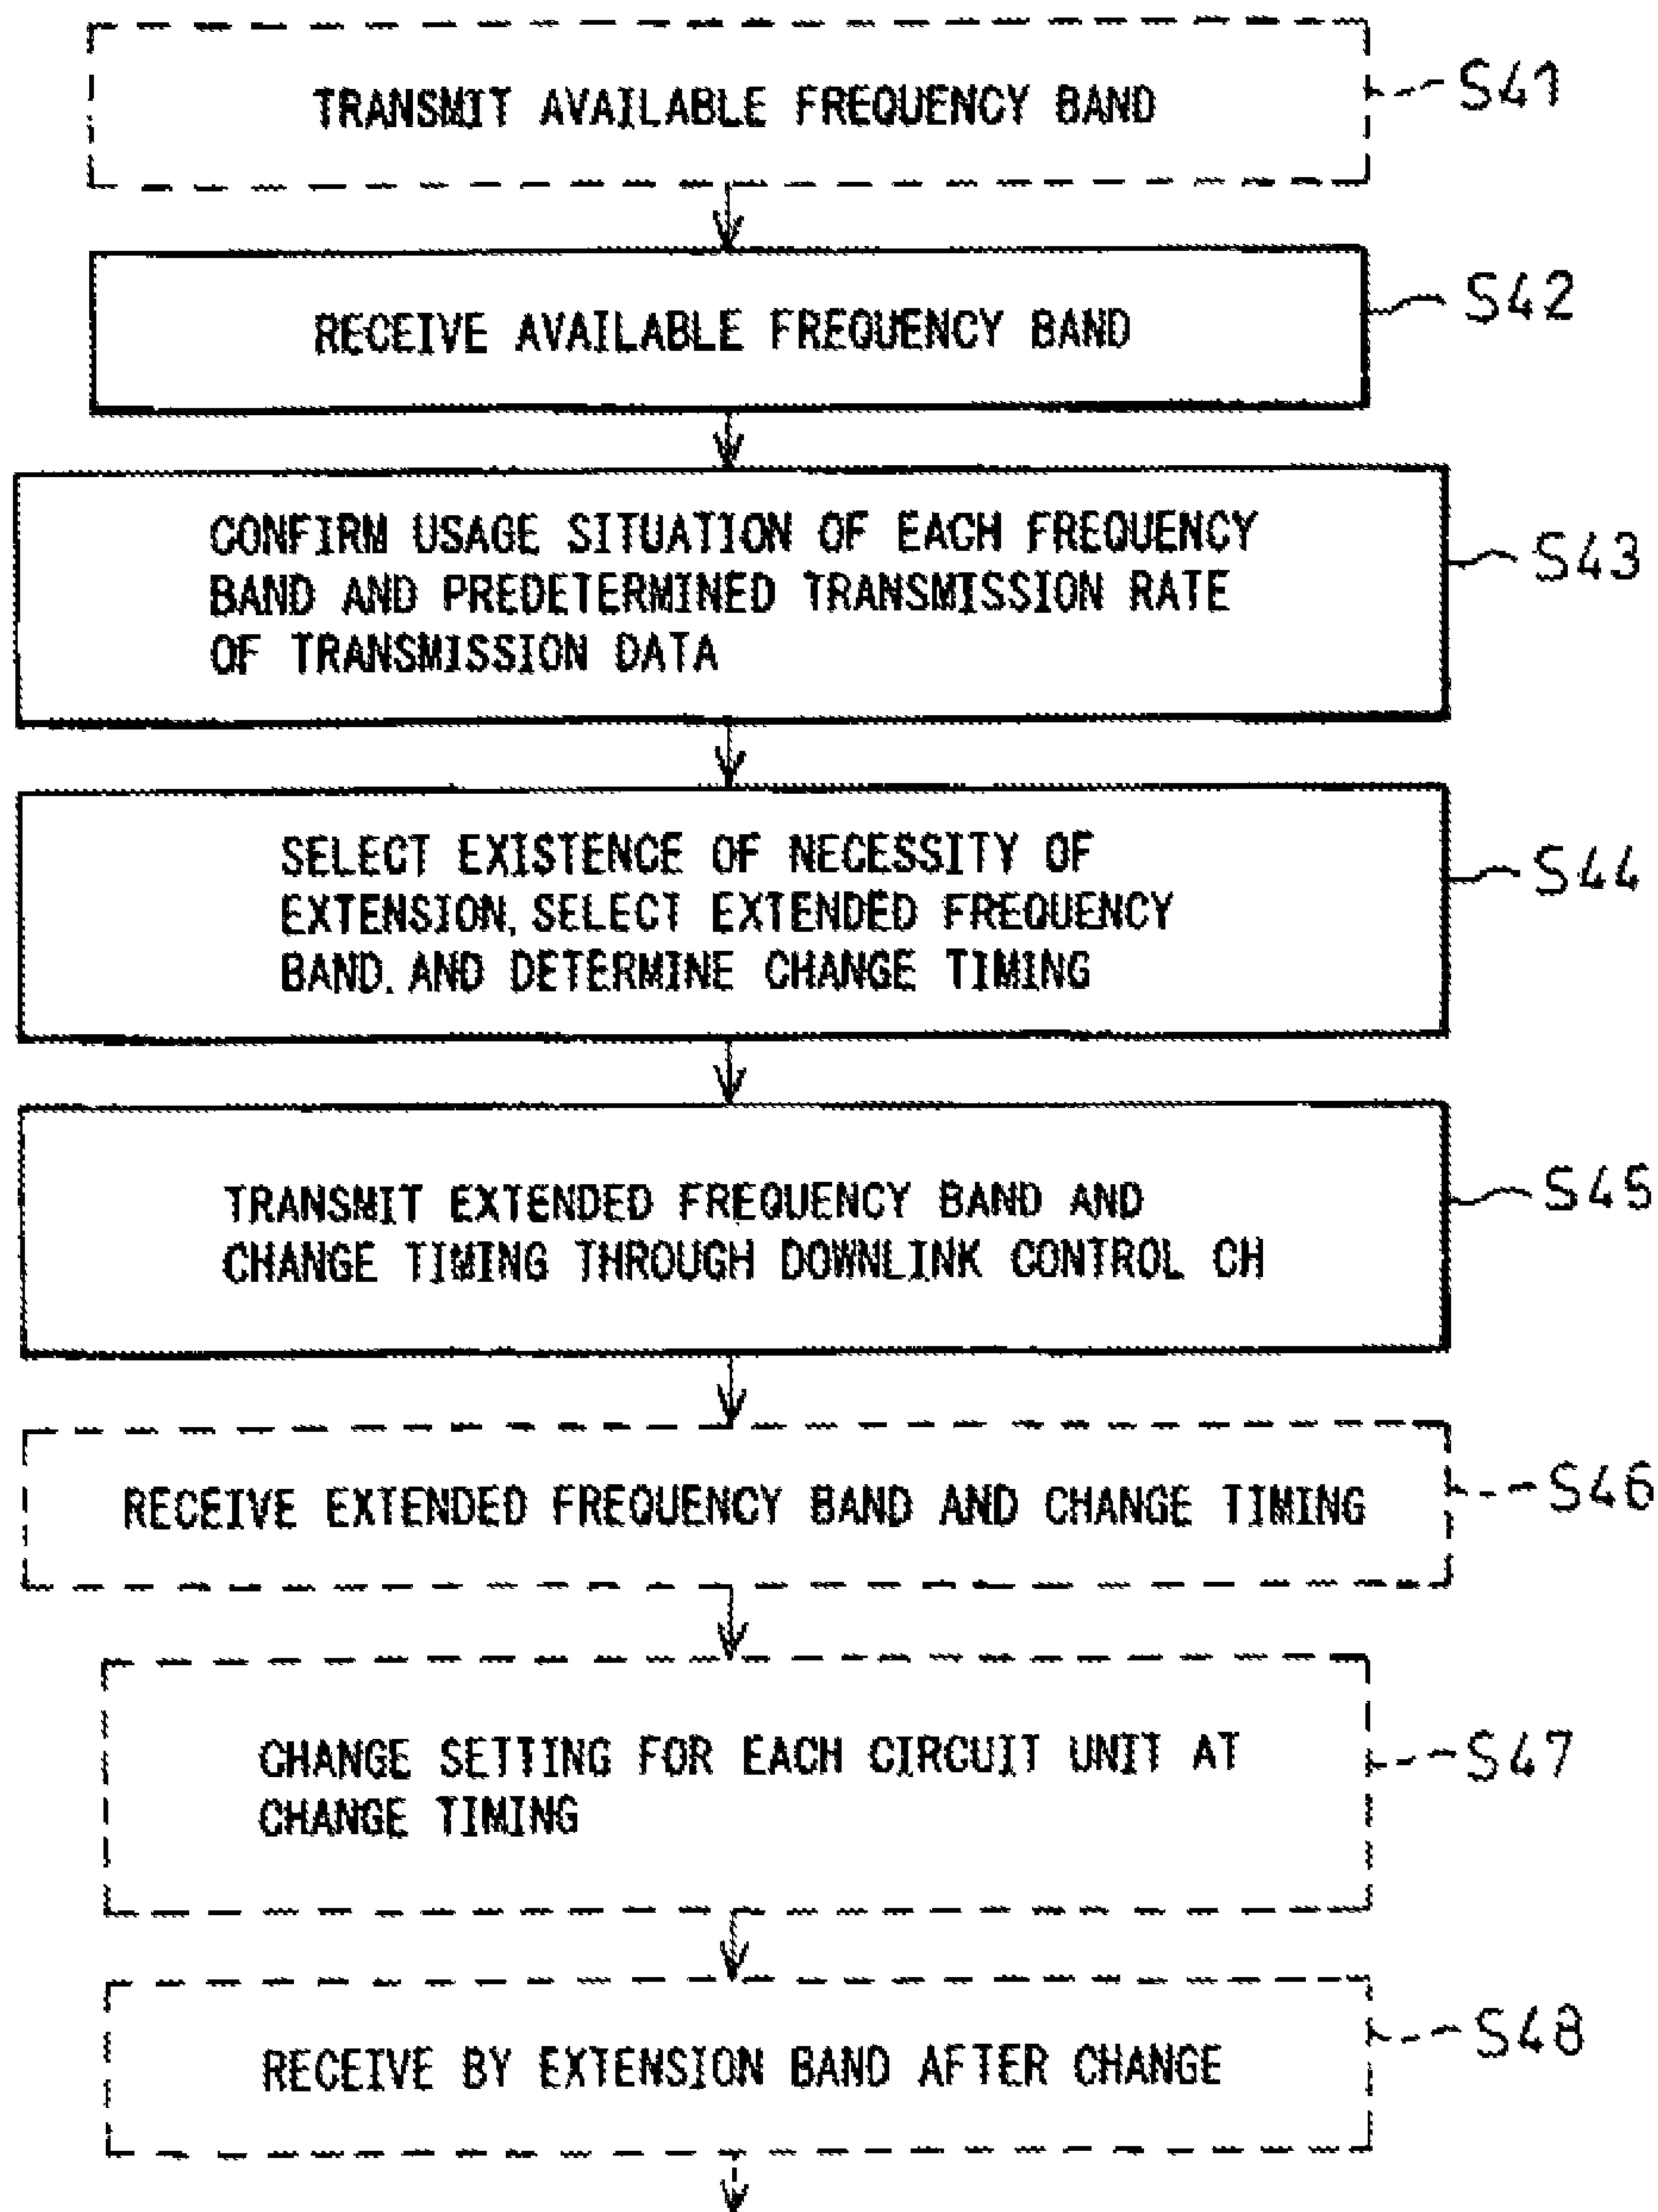 TRANSMIT AVAILABLE FREQUENCY BAND
S41
RECEIVE AVAILABLE FREQUENCY BAND
S42
CONFIRM USAGE SITUATION OF EACH FREQUENCY
BAND AND PREDETERMINED TRANSMISSION RATE
OF TRANSMISSION DATA
S43
SELECT EXISTENCE OF NECESSITY OF
EXTENSION, SELECT EXTENDED FREQUENCY
BAND, AND DETERMINE CHANGE TIMING
S44
TRANSMIT EXTENDED FREQUENCY BAND AND
CHANGE TIMING THROUGH DOWNLINK CONTROL CH
S45
RECEIVE EXTENDED FREQUENCY BAND AND CHANGE TIMING
S46
CHANGE SETTING FOR EACH CIRCUIT UNIT AT
CHANGE TIMING
S47
RECEIVE BY EXTENSION BAND AFTER CHANGE
S48